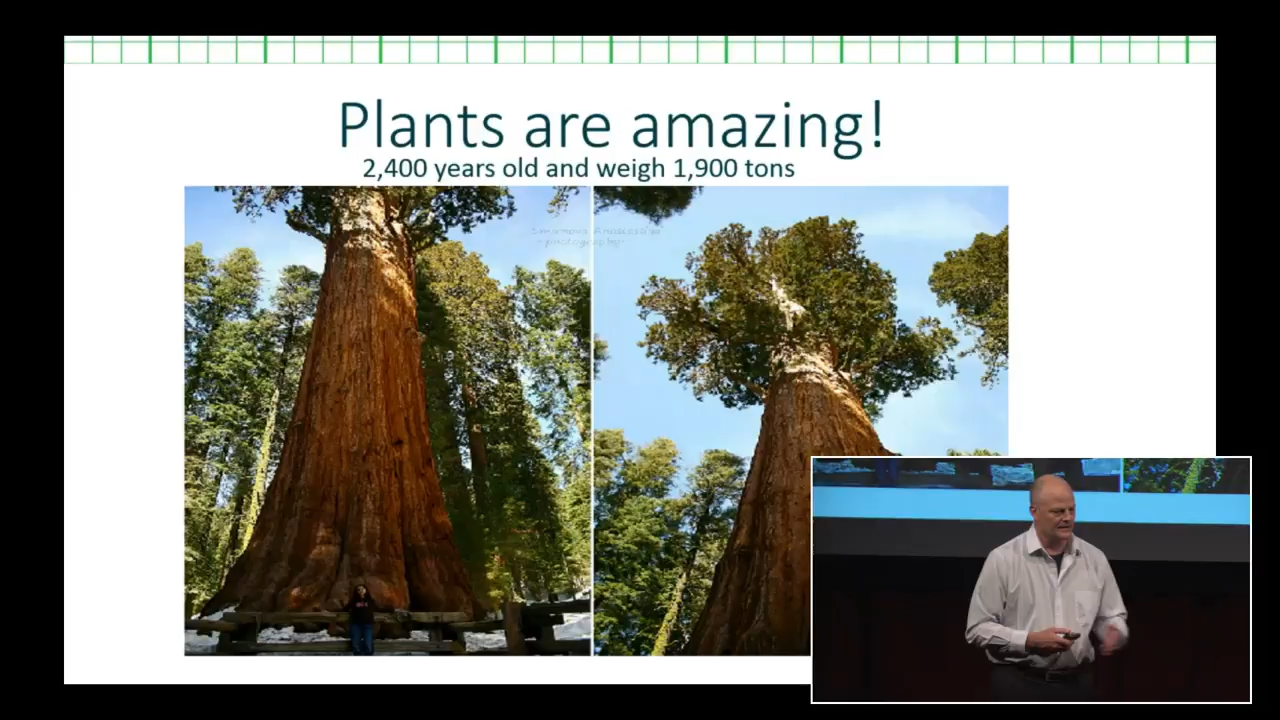 Plants are amazing!
2,400 years old and weigh 1,900 tons